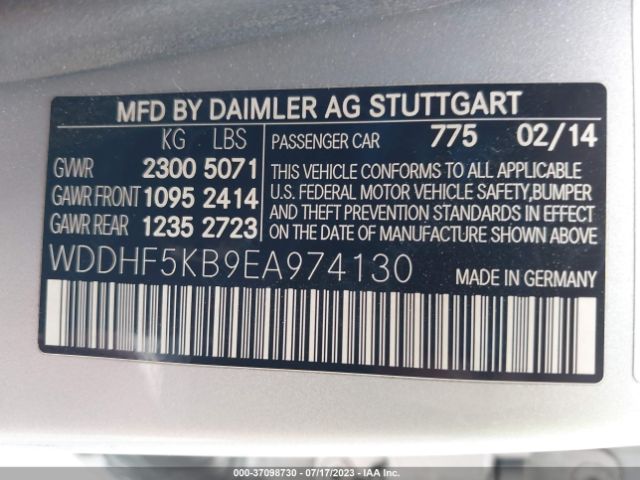 MFD BY DAIMLER AG STUTTGART
KG LBS
GVWR 2300 5071
GAWR FRONT 1095 2414
GAWR REAR 1235 2723
PASSENGER CAR 775 02/14
THIS VEHICLE CONFORMS TO ALL APPLICABLE
U.S. FEDERAL MOTOR VEHICLE SAFETY,BUMPER
AND THEFT PREVENTION STANDARDS IN EFFECT
ON THE DATE OF MANUFACTURE SHOWN ABOVE.
WDDHF5KB9EA974130
MADE IN GERMANY
000-37098730 - 07/17/2023 - IAAI.COM